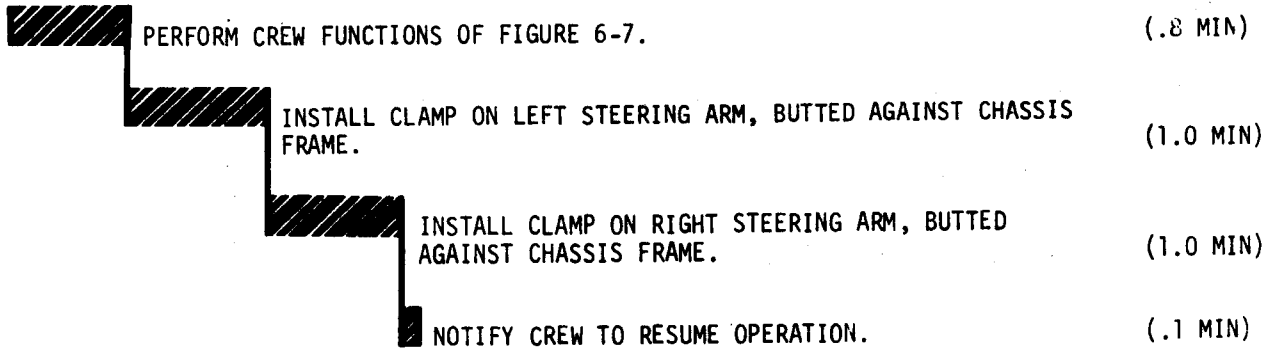 PERFORM CREW FUNCTIONS OF FIGURE 6-7. (.8 MIN)
INSTALL CLAMP ON LEFT STEERING ARM, BUTTED AGAINST CHASSIS
FRAME. (1.0 MIN)
INSTALL CLAMP ON RIGHT STEERING ARM, BUTTED
AGAINST CHASSIS FRAME. (1.0 MIN)
NOTIFY CREW TO RESUME OPERATION. (.1 MIN)